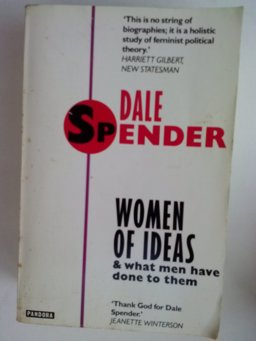 'This is no string of
biographies; it is a holistic
study of feminist political
theory.'
HARRIETT GILBERT,
NEW STATESMAN
DALE
SPENDER
WOMEN
OF IDEAS
& what men have
done to them
'Thank God for Dale
Spender.'
JEANETTE WINTERSON
PANDORA